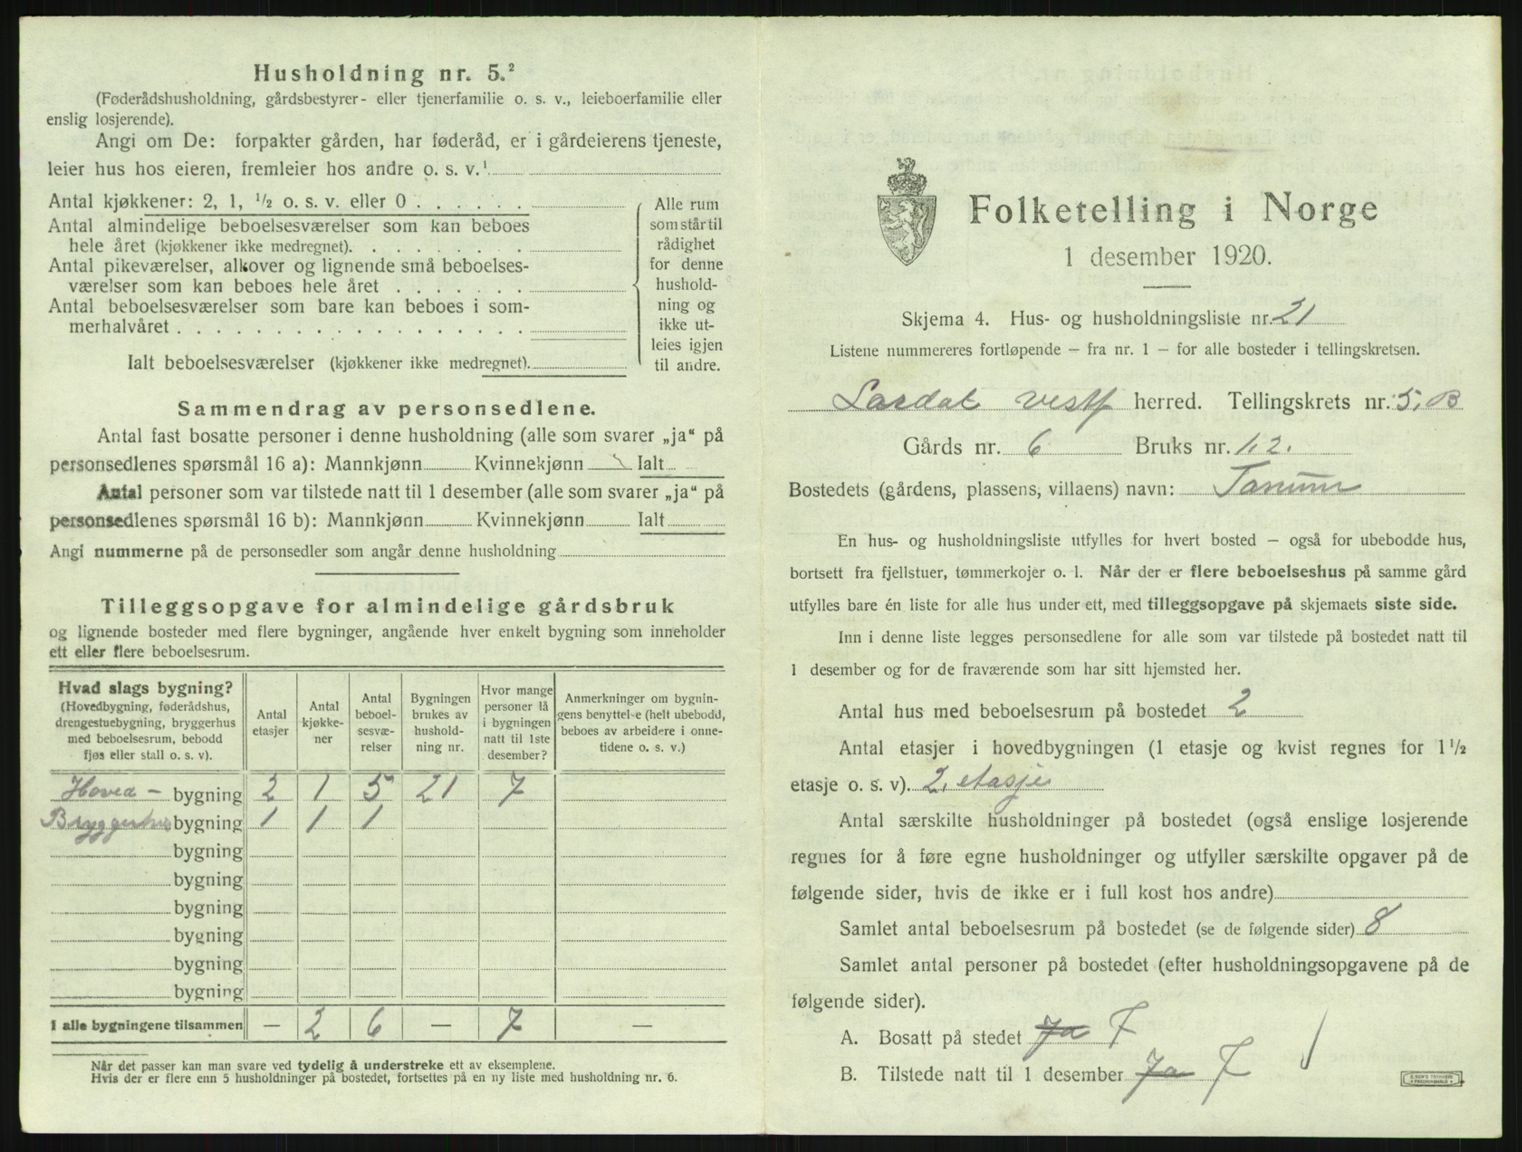 Husholdning nr. 5.²
(Føderådshusholdning, gårdsbestyrer- eller tjenerfamilie o. s. v., leieboerfamilie eller
enslig losjerende).
Angi om De: forpakter gården, har føderåd, er i gårdeierens tjeneste,
leier hus hos eieren, fremleier hos andre o. s. v.¹
Antal kjøkkener: 2, 1, ½ o. s. v. eller 0 . . . . . .
Antal almindelige beboelsesværelser som kan beboes
hele året (kjøkkener ikke medregnet). . . . . . . . .
Antal pikeværelser, alkover og lignende små beboelses-
værelser som kan beboes hele året . . . . . . .
Antal beboelsesværelser som bare kan beboes i som-
merhalvåret . . . . . . . . . . . . . . . . . .
Ialt beboelsesværelser (kjøkkener ikke medregnet).
Alle rum
som står til
rådighet
for denne
hushold-
ning og
ikke ut-
leies igjen
til andre.
Sammendrag av personsedlene.
Antal fast bosatte personer i denne husholdning (alle som svarer „ja“ på
personsedlenes spørsmål 16 a): Mannkjønn Kvinnekjønn Ialt
Antal personer som var tilstede natt til 1 desember (alle som svarer „ja“ på
personsedlenes spørsmål 16 b): Mannkjønn Kvinnekjønn Ialt
Angi nummerne på de personsedler som angår denne husholdning
Tilleggsopgave for almindelige gårdsbruk
og lignende bosteder med flere bygninger, angående hver enkelt bygning som inneholder
ett eller flere beboelsesrum.
Hvad slags bygning?
(Hovedbygning, føderådshus,
drengestuebygning, bryggerhus
med beboelsesrum, bebodd
fjøs eller stall o. s. v).
Antal
etasjer
Antal
kjøkke-
ner
Antal
beboel-
sesvæ-
relser
Bygningen
brukes av
hushold-
ning nr.
Hvor mange
personer lå
i bygningen
natt til 1ste
desember?
Anmerkninger om bygnin-
gens benyttelse (helt ubebodd,
beboes av arbeidere i onne-
tidene o. s. v.)
Hoved- bygning 2 1 5 21 7
Bryggerhus bygning 1 1 1
bygning
bygning
bygning
bygning
bygning
bygning
I alle bygningene tilsammen — 2 6 — 7 —
Når det passer kan man svare ved tydelig å understreke ett av eksemplene.
Hvis der er flere enn 5 husholdninger på bostedet, fortsettes på en ny liste med husholdning nr. 6.
Folketelling i Norge
1 desember 1920.
Skjema 4. Hus- og husholdningsliste nr. 21
Listene nummereres fortløpende – fra nr. 1 – for alle bosteder i tellingskretsen.
Lardal vestf herred. Tellingskrets nr. 5. B
Gårds nr. 6 Bruks nr. 1.2.
Bostedets (gårdens, plassens, villaens) navn: Tanum
En hus- og husholdningsliste utfylles for hvert bosted – også for ubebodde hus,
bortsett fra fjellstuer, tømmerkojer o. l. Når der er flere beboelseshus på samme gård
utfylles bare én liste for alle hus under ett, med tilleggsopgave på skjemaets siste side.
Inn i denne liste legges personsedlene for alle som var tilstede på bostedet natt til
1 desember og for de fraværende som har sitt hjemsted her.
Antal hus med beboelsesrum på bostedet 2
Antal etasjer i hovedbygningen (1 etasje og kvist regnes for 1½
etasje o. s. v). 2. etasje
Antal særskilte husholdninger på bostedet (også enslige losjerende
regnes for å føre egne husholdninger og utfyller særskilte opgaver på de
følgende sider, hvis de ikke er i full kost hos andre)
Samlet antal beboelsesrum på bostedet (se de følgende sider) 8
Samlet antal personer på bostedet (efter husholdningsopgavene på de
følgende sider).
A. Bosatt på stedet Ja 7
B. Tilstede natt til 1 desember Ja 7